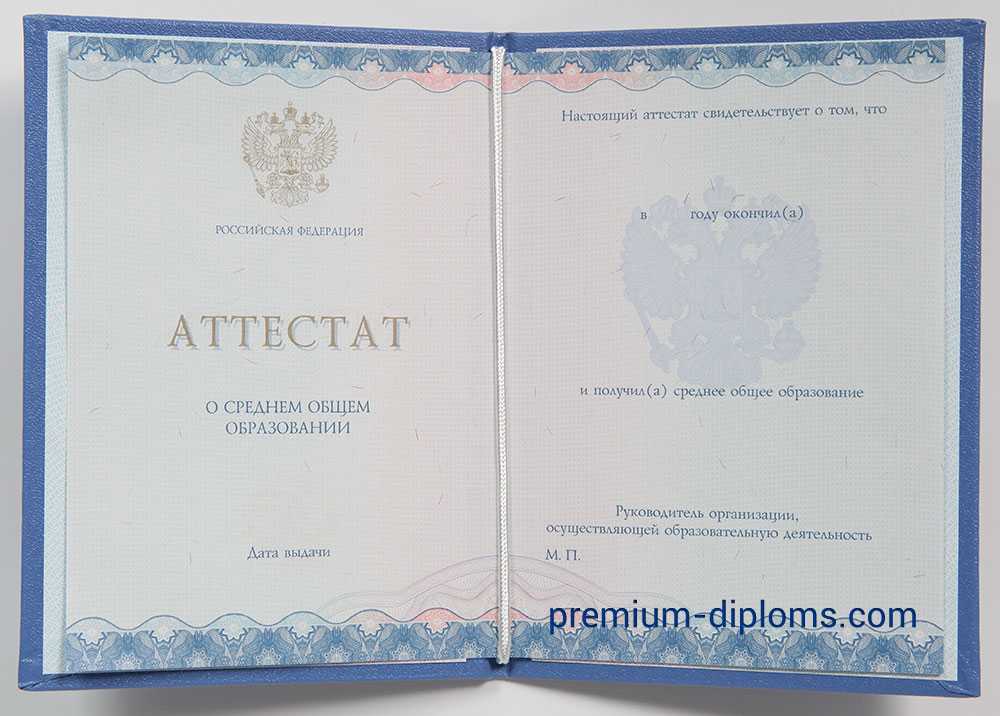 РОССИЙСКАЯ ФЕДЕРАЦИЯ
АТТЕСТАТ
О СРЕДНЕМ ОБЩЕМ
ОБРАЗОВАНИИ
Дата выдачи
Настоящий аттестат свидетельствует о том, что
в году окончил(а)
и получил(а) среднее общее образование
Руководитель организации,
осуществляющей образовательную деятельность
М. П.
premium-diploms.com